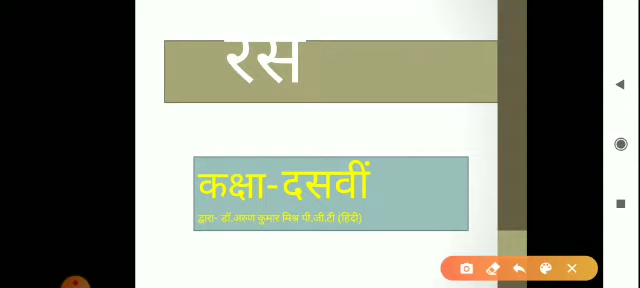 रस
कक्षा-दसवीं
द्वारा- डॉ.अरुण कुमार मिश्र पी.जी.टी (हिंदी)